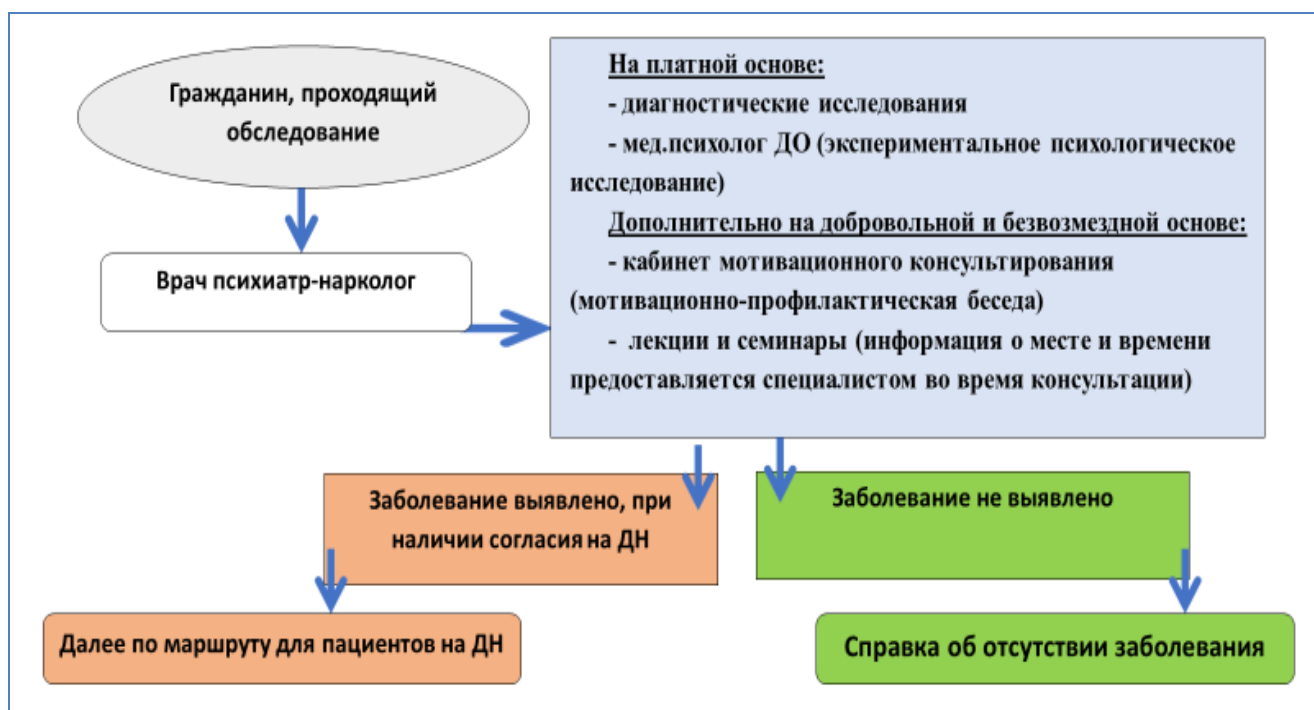 Гражданин, проходящий
обследование
Врач психиатр-нарколог
На платной основе:
- диагностические исследования
- мед.психолог ДО (экспериментальное психологическое
исследование)
Дополнительно на добровольной и безвозмездной основе:
- кабинет мотивационного консультирования
(мотивационно-профилактическая беседа)
- лекции и семинары (информация о месте и времени
предоставляется специалистом во время консультации)
Заболевание выявлено, при
наличии согласия на ДН
Заболевание не выявлено
Далее по маршруту для пациентов на ДН
Справка об отсутствии заболевания